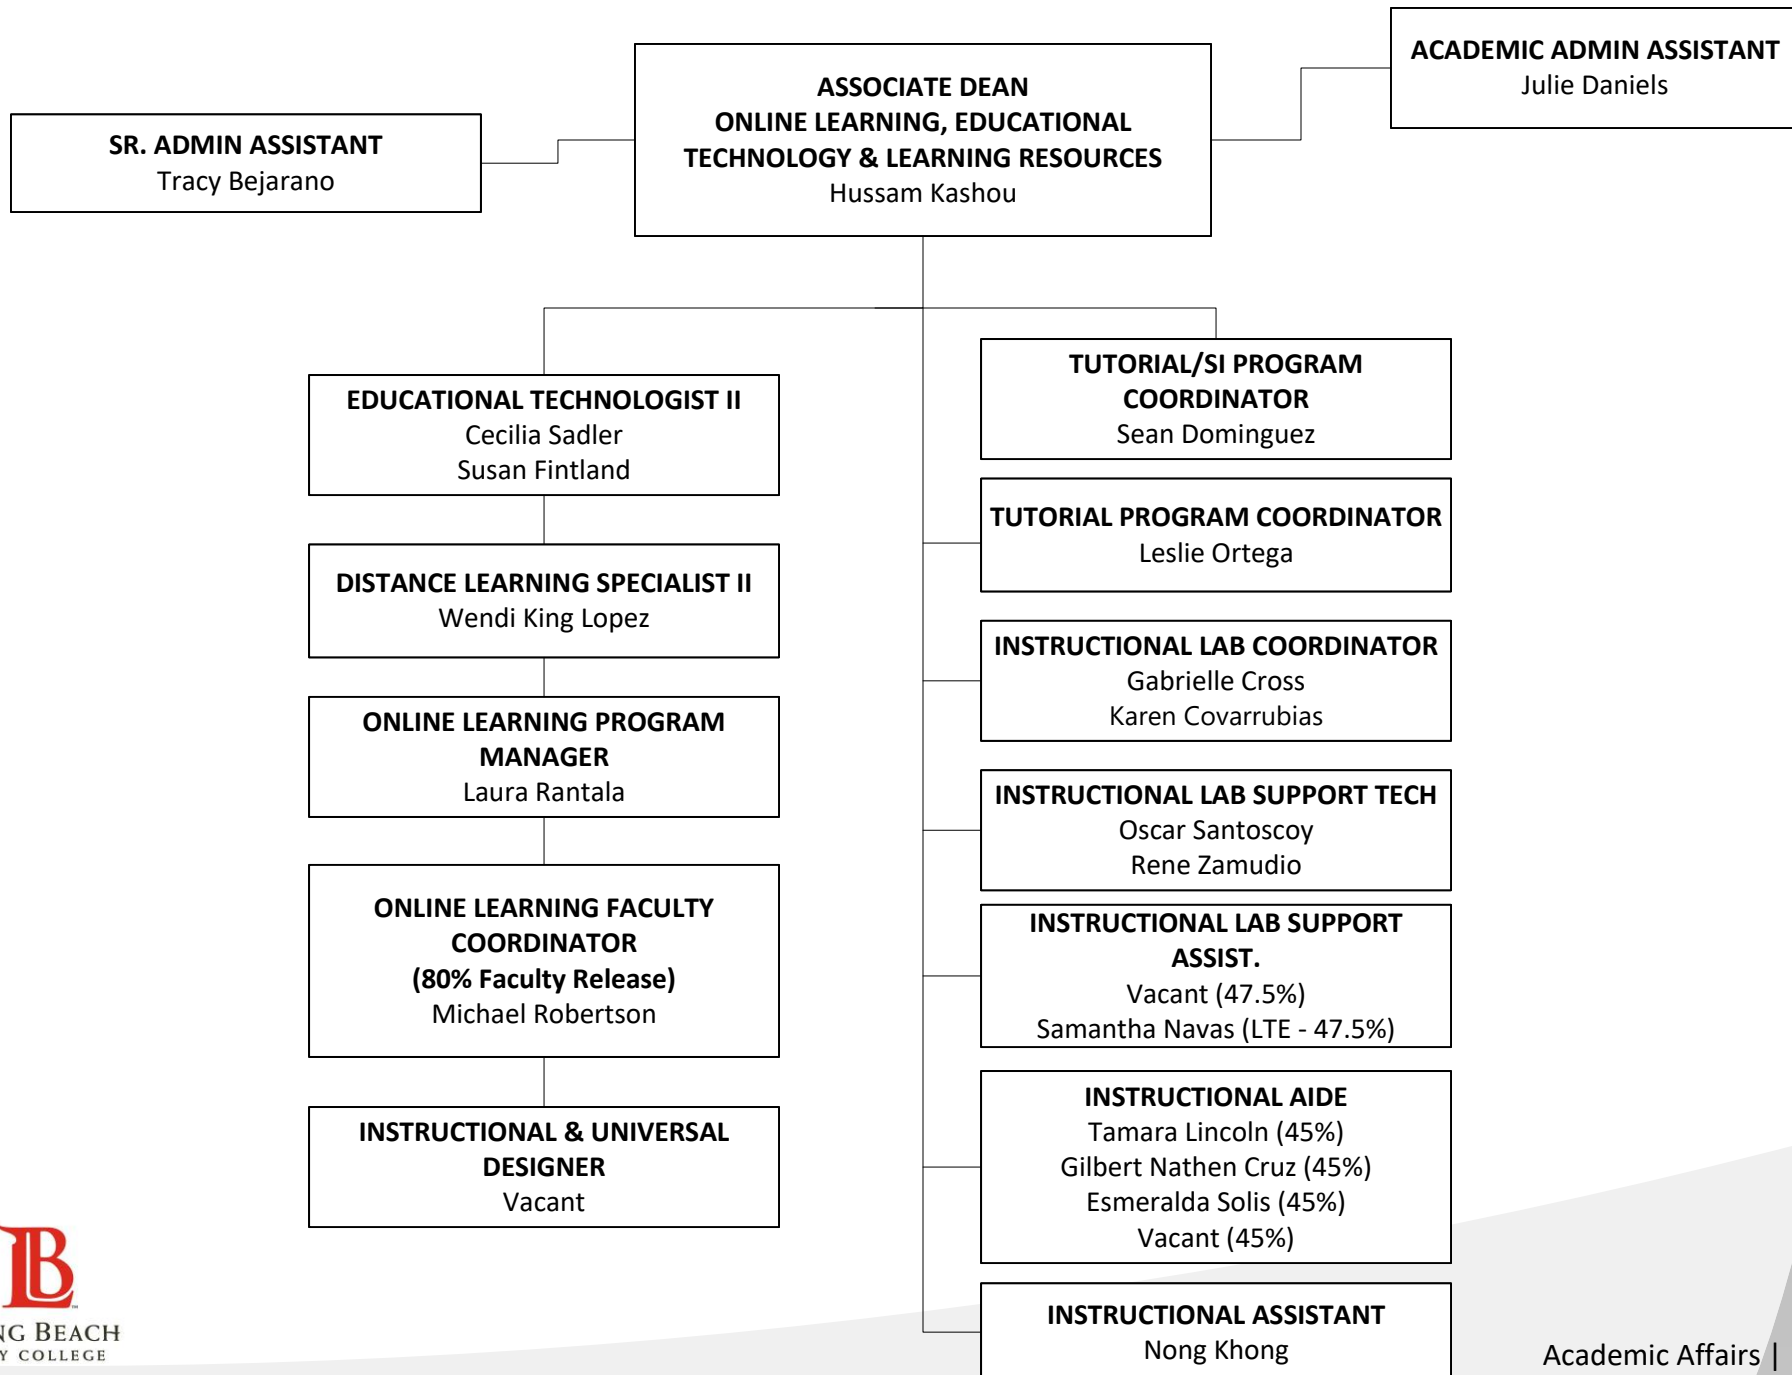 ACADEMIC ADMIN ASSISTANT
Julie Daniels
ASSOCIATE DEAN
ONLINE LEARNING, EDUCATIONAL
TECHNOLOGY & LEARNING RESOURCES
Hussam Kashou
SR. ADMIN ASSISTANT
Tracy Bejarano
EDUCATIONAL TECHNOLOGIST II
Cecilia Sadler
Susan Fintland
DISTANCE LEARNING SPECIALIST II
Wendi King Lopez
ONLINE LEARNING PROGRAM
MANAGER
Laura Rantala
ONLINE LEARNING FACULTY
COORDINATOR
(80% Faculty Release)
Michael Robertson
INSTRUCTIONAL & UNIVERSAL
DESIGNER
Vacant
TUTORIAL/SI PROGRAM
COORDINATOR
Sean Dominguez
TUTORIAL PROGRAM COORDINATOR
Leslie Ortega
INSTRUCTIONAL LAB COORDINATOR
Gabrielle Cross
Karen Covarrubias
INSTRUCTIONAL LAB SUPPORT TECH
Oscar Santoscoy
Rene Zamudio
INSTRUCTIONAL LAB SUPPORT
ASSIST.
Vacant (47.5%)
Samantha Navas (LTE - 47.5%)
INSTRUCTIONAL AIDE
Tamara Lincoln (45%)
Gilbert Nathen Cruz (45%)
Esmeralda Solis (45%)
Vacant (45%)
INSTRUCTIONAL ASSISTANT
Nong Khong
LB
NG BEACH
Y COLLEGE
Academic Affairs |